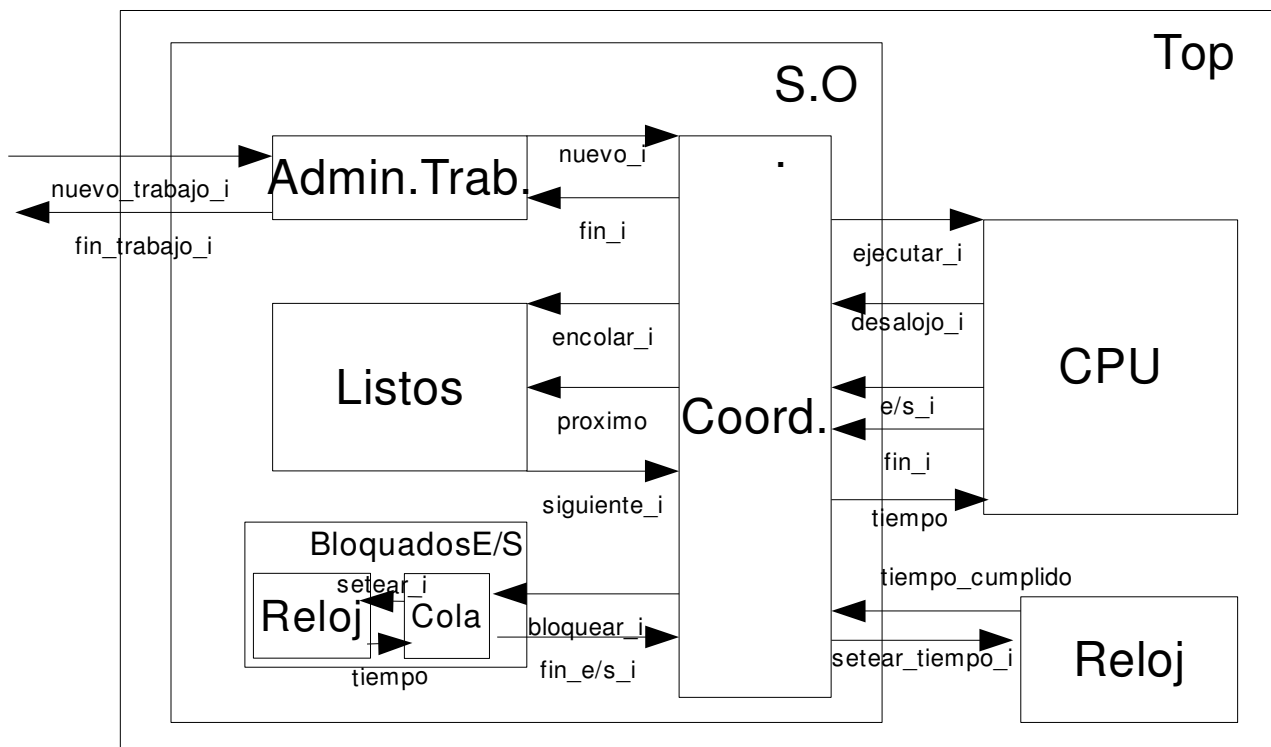 Top
S.O
Admin.Trab.
nuevo_i
nuevo_trabajo_i
fin_i
fin_trabajo_i
ejecutar_i
desalojo_i
encolar_i
Listos
CPU
proximo
Coord.
e/s_i
fin_i
siguiente_i
tiempo
BloquadosE/S
setear_i
tiempo_cumplido
Reloj
Cola
bloquear_i
tiempo
fin_e/s_i
setear_tiempo_i
Reloj